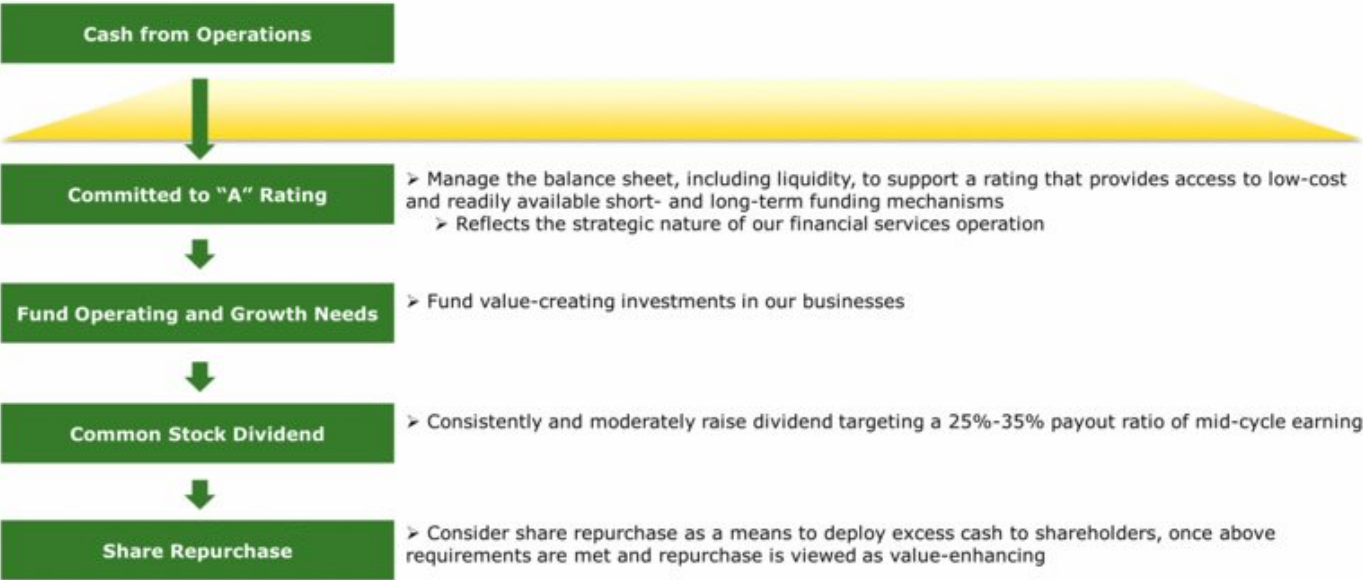 Cash from Operations
Committed to “A” Rating
➢ Manage the balance sheet, including liquidity, to support a rating that provides access to low-cost
and readily available short- and long-term funding mechanisms
➢ Reflects the strategic nature of our financial services operation
Fund Operating and Growth Needs
➢ Fund value-creating investments in our businesses
Common Stock Dividend
➢ Consistently and moderately raise dividend targeting a 25%-35% payout ratio of mid-cycle earning
Share Repurchase
➢ Consider share repurchase as a means to deploy excess cash to shareholders, once above
requirements are met and repurchase is viewed as value-enhancing